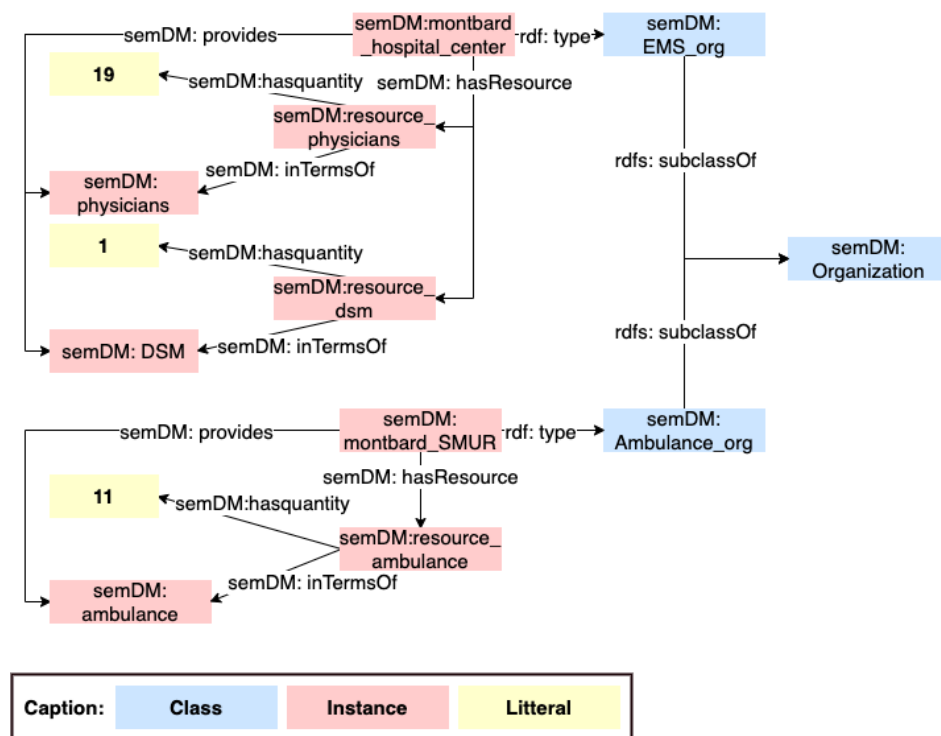 semDM: provides
semDM:montbard
_hospital_center
rdf: type
semDM:
EMS_org
19
semDM:hasquantity
semDM: hasResource
semDM:resource_
physicians
semDM: inTermsOf
rdfs: subclassOf
semDM:
physicians
1
semDM:hasquantity
semDM:
Organization
semDM:resource_
dsm
semDM: DSM
semDM: inTermsOf
rdfs: subclassOf
semDM: provides
semDM:
montbard_SMUR
rdf: type
semDM:
Ambulance_org
semDM: hasResource
11
semDM:hasquantity
semDM:resource_
ambulance
semDM: inTermsOf
semDM:
ambulance
Caption:
Class
Instance
Litteral